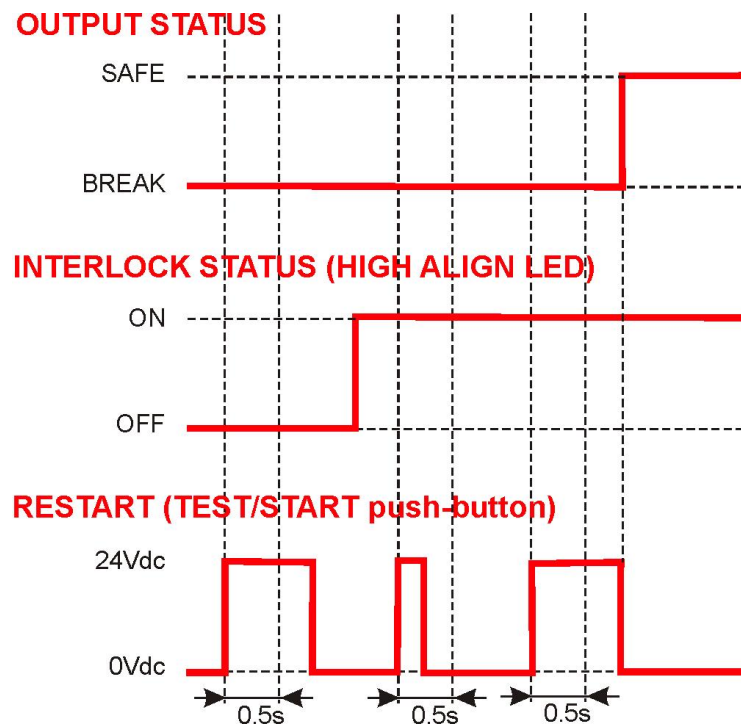 OUTPUT STATUS
SAFE
BREAK
INTERLOCK STATUS (HIGH ALIGN LED)
ON
OFF
RESTART (TEST/START push-button)
24Vdc
0Vdc
0.5s 0.5s 0.5s